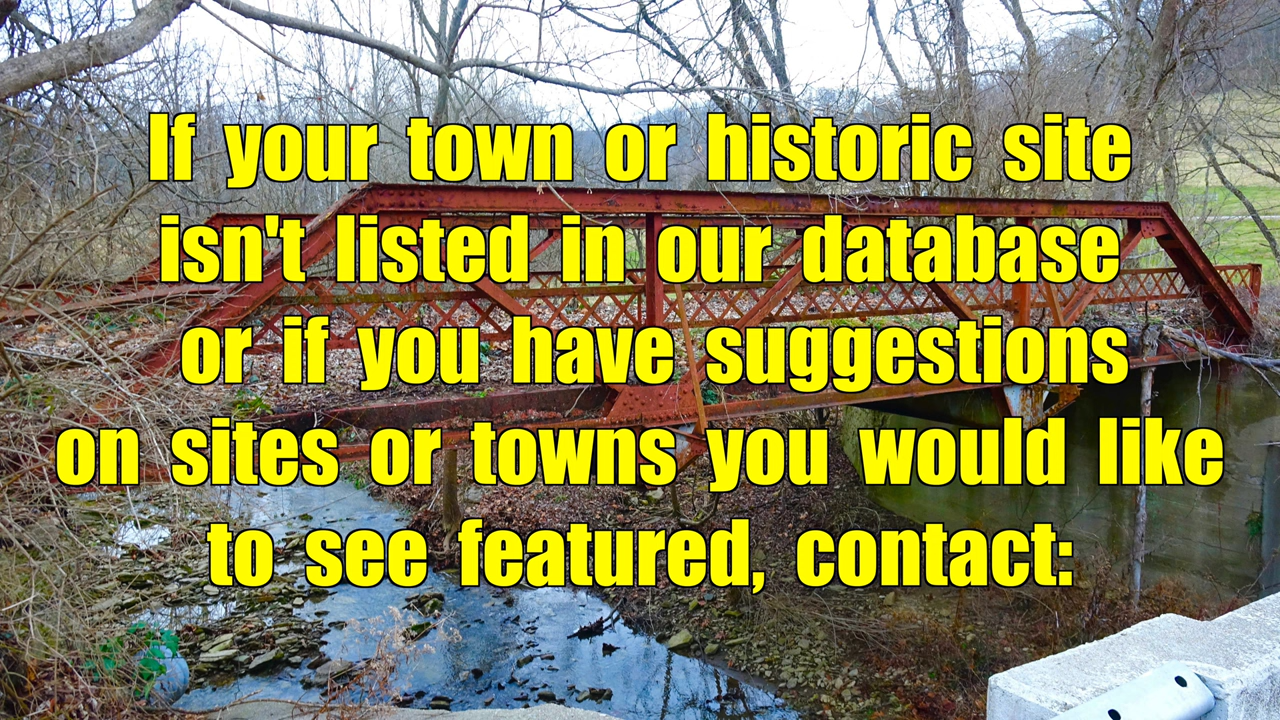 If your town or historic site
isn't listed in our database
or if you have suggestions
on sites or towns you would like
to see featured, contact: